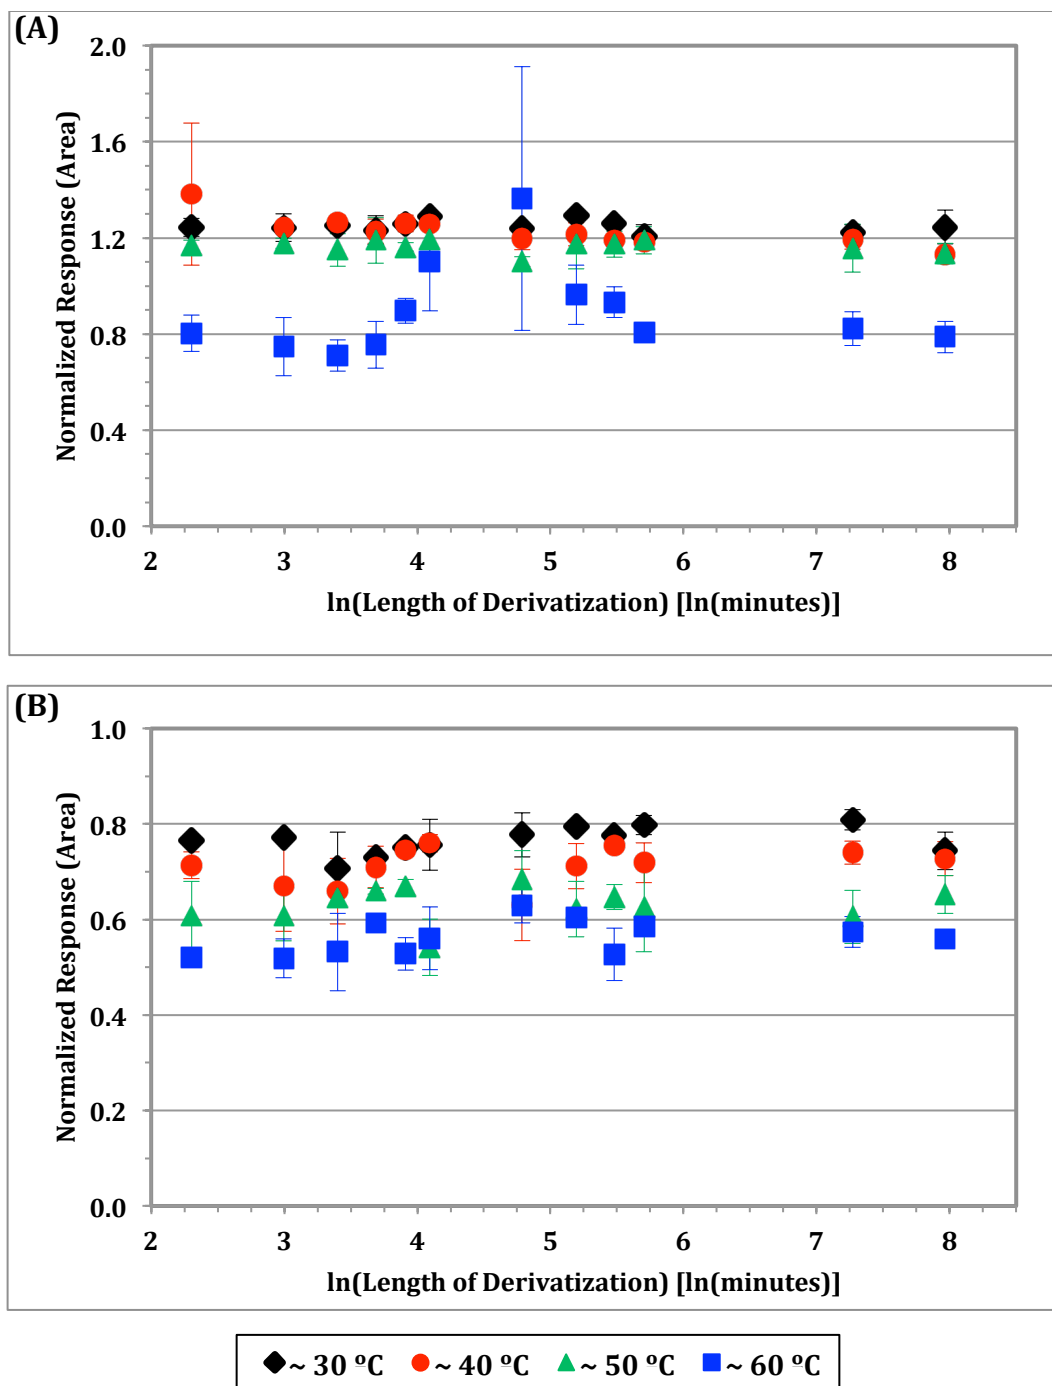 (A)
2.0
1.6
1.2
0.8
0.4
0.0
Normalized Response (Area)
2 3 4 5 6 7 8
ln(Length of Derivatization) [ln(minutes)]
(B)
1.0
0.8
0.6
0.4
0.2
0.0
Normalized Response (Area)
2 3 4 5 6 7 8
ln(Length of Derivatization) [ln(minutes)]
~ 30 ºC ~ 40 ºC ~ 50 ºC ~ 60 ºC